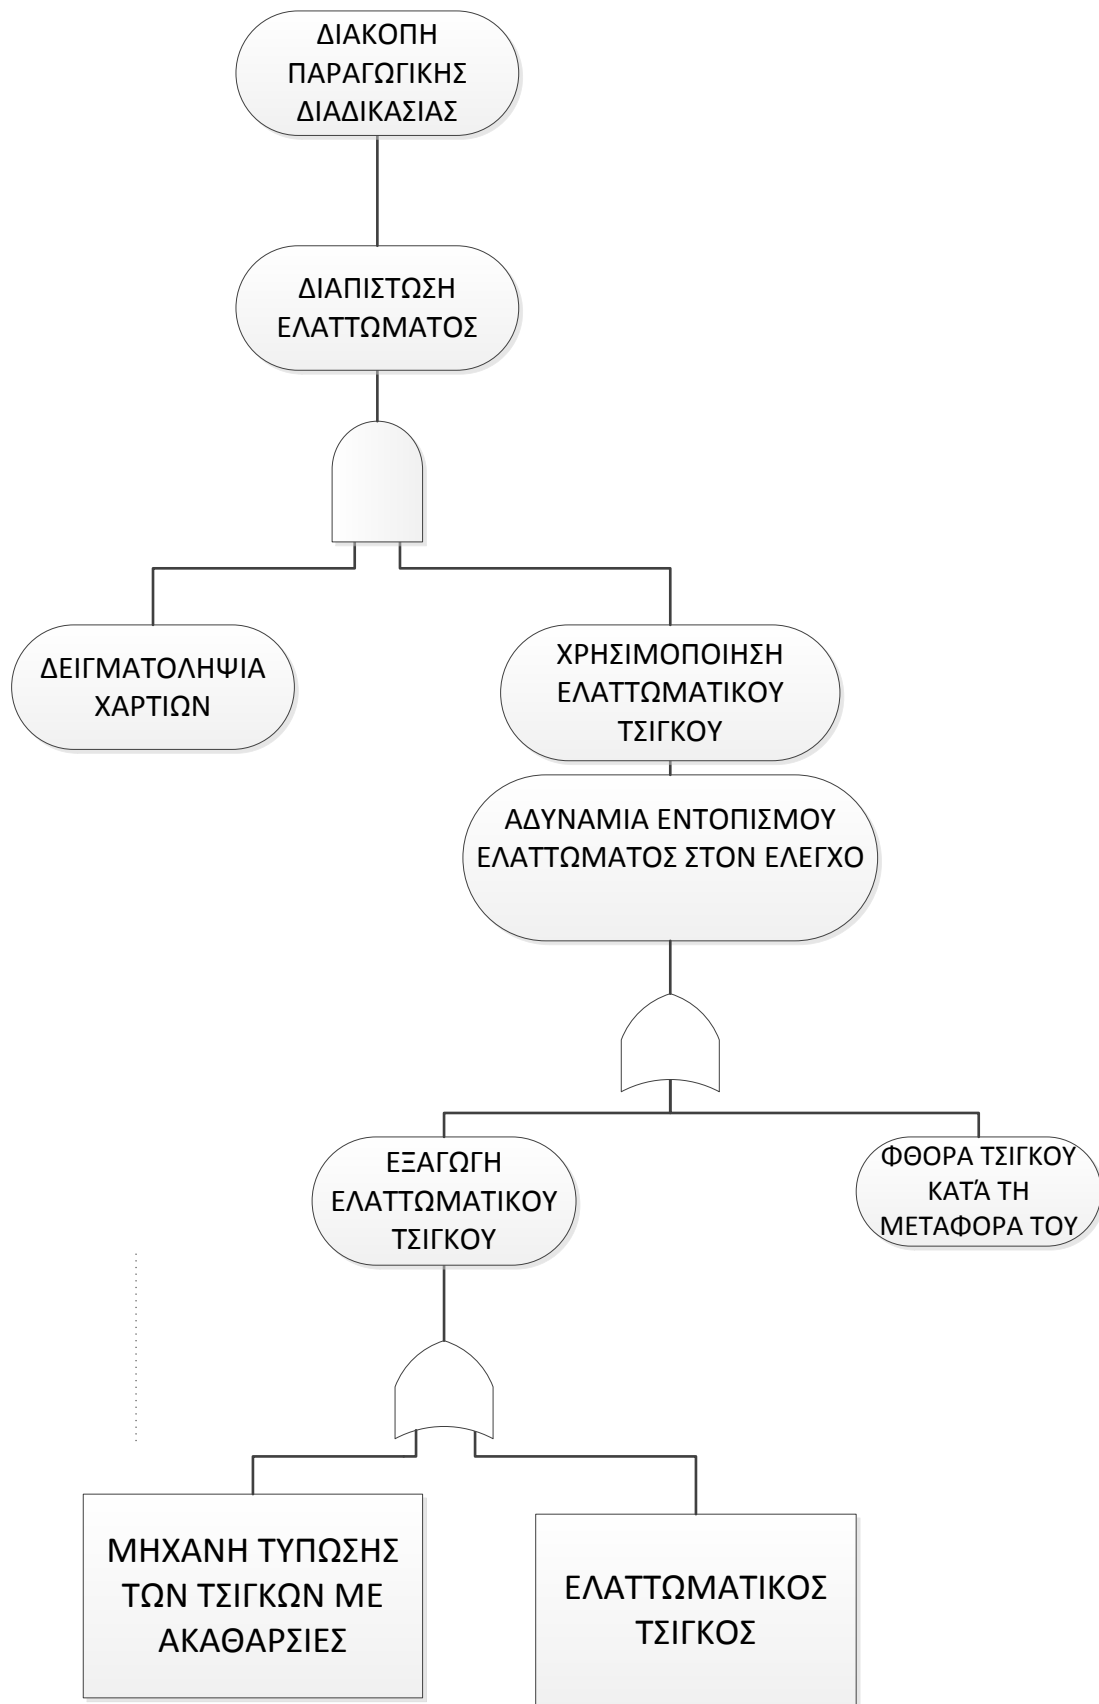 ΔΙΑΚΟΠΗ
ΠΑΡΑΓΩΓΙΚΗΣ
ΔΙΑΔΙΚΑΣΙΑΣ
ΔΙΑΠΙΣΤΩΣΗ
ΕΛΑΤΤΩΜΑΤΟΣ
ΔΕΙΓΜΑΤΟΛΗΨΙΑ
ΧΑΡΤΙΩΝ
ΧΡΗΣΙΜΟΠΟΙΗΣΗ
ΕΛΑΤΤΩΜΑΤΙΚΟΥ
ΤΣΙΓΚΟΥ
ΑΔΥΝΑΜΙΑ ΕΝΤΟΠΙΣΜΟΥ
ΕΛΑΤΤΩΜΑΤΟΣ ΣΤΟΝ ΕΛΕΓΧΟ
ΕΞΑΓΩΓΗ
ΕΛΑΤΤΩΜΑΤΙΚΟΥ
ΤΣΙΓΚΟΥ
ΦΘΟΡΑ ΤΣΙΓΚΟΥ
ΚΑΤΆ ΤΗ
ΜΕΤΑΦΟΡΑ ΤΟΥ
ΜΗΧΑΝΗ ΤΥΠΩΣΗΣ
ΤΩΝ ΤΣΙΓΚΩΝ ΜΕ
ΑΚΑΘΑΡΣΙΕΣ
ΕΛΑΤΤΩΜΑΤΙΚΟΣ
ΤΣΙΓΚΟΣ